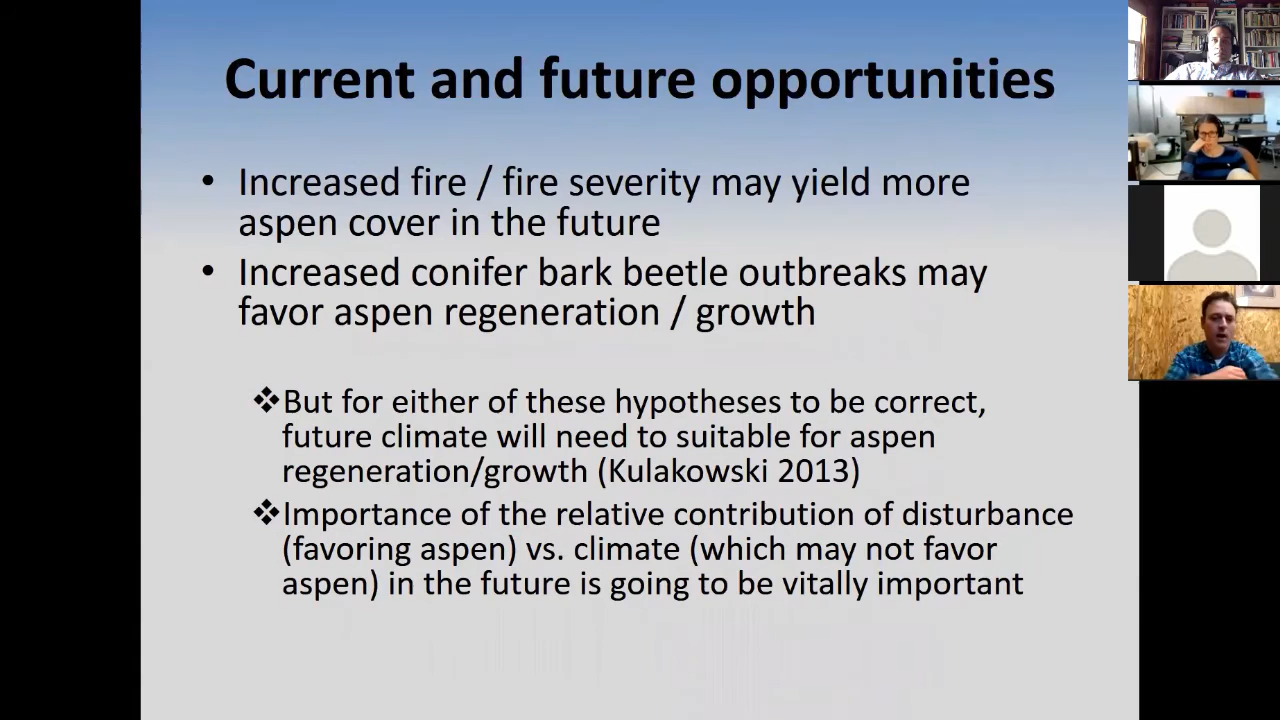 Current and future opportunities
• Increased fire / fire severity may yield more
aspen cover in the future
• Increased conifer bark beetle outbreaks may
favor aspen regeneration / growth
❖But for either of these hypotheses to be correct,
future climate will need to suitable for aspen
regeneration/growth (Kulakowski 2013)
❖Importance of the relative contribution of disturbance
(favoring aspen) vs. climate (which may not favor
aspen) in the future is going to be vitally important